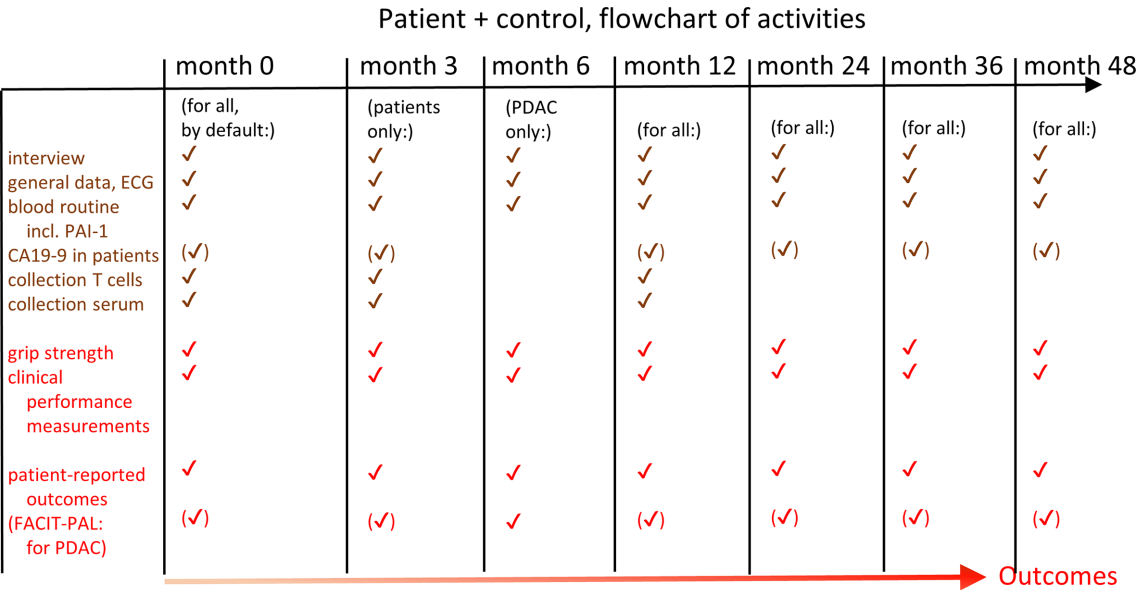 Patient + control, flowchart of activities
month 0 month 3 month 6 month 12 month 24 month 36 month 48
(for all, (patients (PDAC
by default:) only:) only:) (for all:) (for all:) (for all:) (for all:)
interview ✓ ✓ ✓ ✓ ✓ ✓ ✓
general data, ECG ✓ ✓ ✓ ✓ ✓ ✓ ✓
blood routine ✓ ✓ ✓ ✓ ✓ ✓ ✓
incl. PAI-1
CA19-9 in patients (✓) (✓) (✓) (✓) (✓) (✓)
collection T cells ✓ ✓ ✓
collection serum ✓ ✓ ✓
grip strength ✓ ✓ ✓ ✓ ✓ ✓ ✓
clinical ✓ ✓ ✓ ✓ ✓ ✓ ✓
performance
measurements
patient-reported ✓ ✓ ✓ ✓ ✓ ✓ ✓
outcomes
(FACIT-PAL: (✓) (✓) ✓ (✓) (✓) (✓) (✓)
for PDAC)
Outcomes